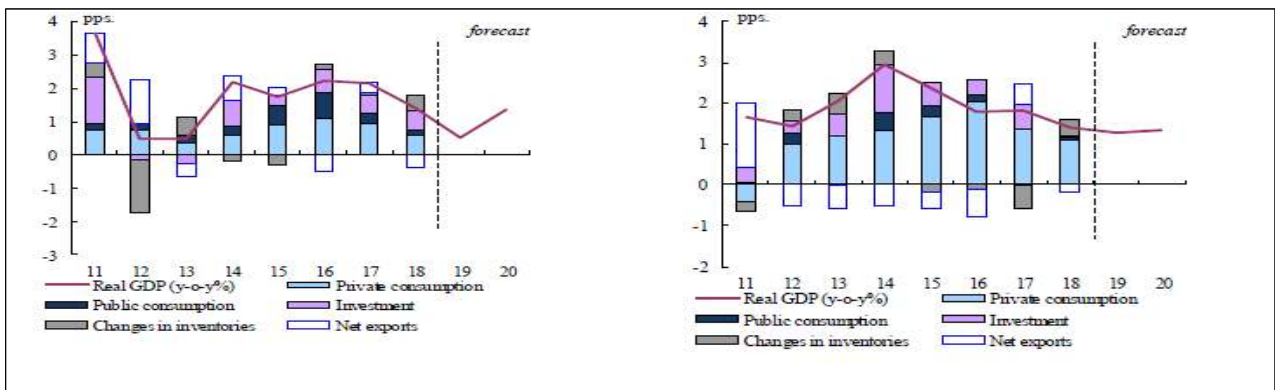 pps.
forecast
4
3
2
1
0
-1
-2
-3
11 12 13 14 15 16 17 18 19 20
Real GDP (y-o-y%) Private consumption
Public consumption Investment
Changes in inventories Net exports
pps.
forecast
4
3
2
1
0
-1
-2
11 12 13 14 15 16 17 18 19 20
Real GDP (y-o-y%) Private consumption
Public consumption Investment
Changes in inventories Net exports